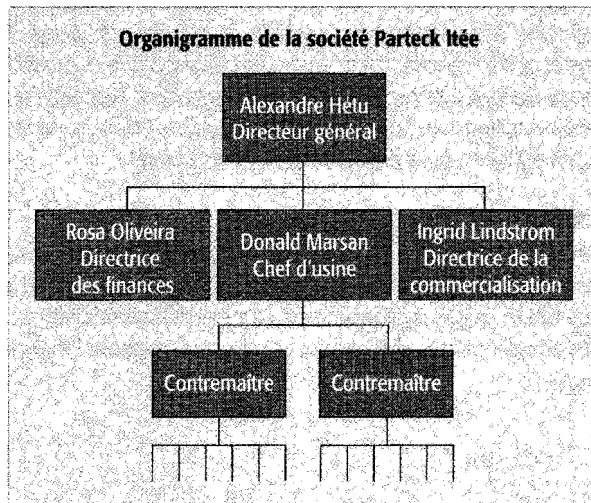 Organigramme de la société Parteck ltée
Alexandre Hetu
Directeur général
Rosa Oliveira
Directrice
des finances
Donald Marsan
Chef d'usine
Ingrid Lindstrom
Directrice de la
commercialisation
Contremaître
Contremaître